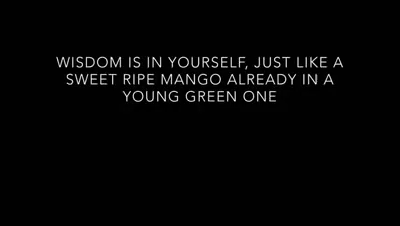 WISDOM IS IN YOURSELF, JUST LIKE A
SWEET RIPE MANGO ALREADY IN A
YOUNG GREEN ONE